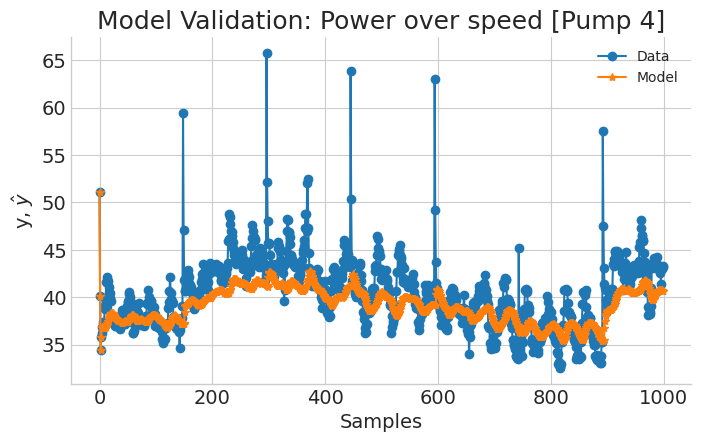 Model Validation: Power over speed [Pump 4]
Data
Model
65
60
55
50
45
40
35
y, ŷ
0 200 400 600 800 1000
Samples